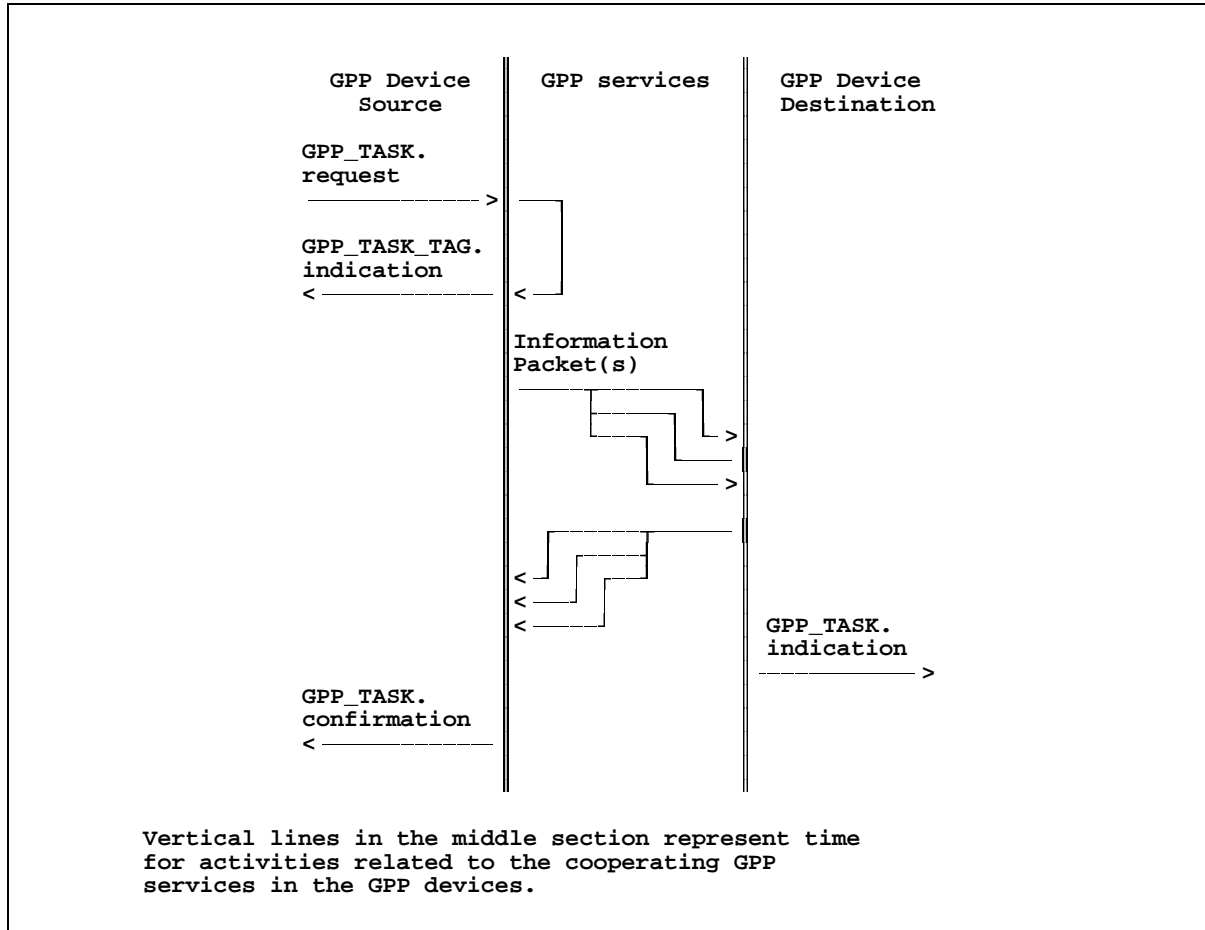 GPP Device
Source
GPP services
GPP Device
Destination
GPP_TASK.
request
GPP_TASK_TAG.
indication
Information
Packet(s)
GPP_TASK.
indication
GPP_TASK.
confirmation
Vertical lines in the middle section represent time
for activities related to the cooperating GPP
services in the GPP devices.